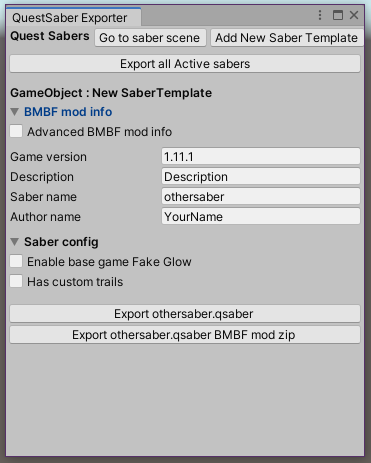 QuestSaber Exporter
Quest Sabers Go to saber scene Add New Saber Template
Export all Active sabers
GameObject : New SaberTemplate
BMBF mod info
Advanced BMBF mod info
Game version 1.11.1
Description Description
Saber name othersaber
Author name YourName
Saber config
Enable base game Fake Glow
Has custom trails
Export othersaber.qsaber
Export othersaber.qsaber BMBF mod zip